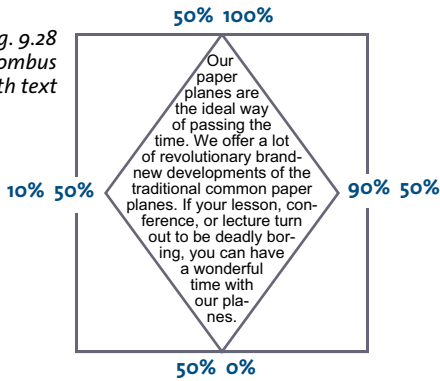 50% 100%
g. 9.28
ombus
th text
Our
paper
planes are
the ideal way
of passing the
time. We offer a lot
of revolutionary brand-
new developments of the
traditional common paper
planes. If your lesson, con-
ference, or lecture turn
out to be deadly bor-
ing, you can have
a wonderful
time with
our pla-
nes.
10% 50%
90% 50%
50% 0%